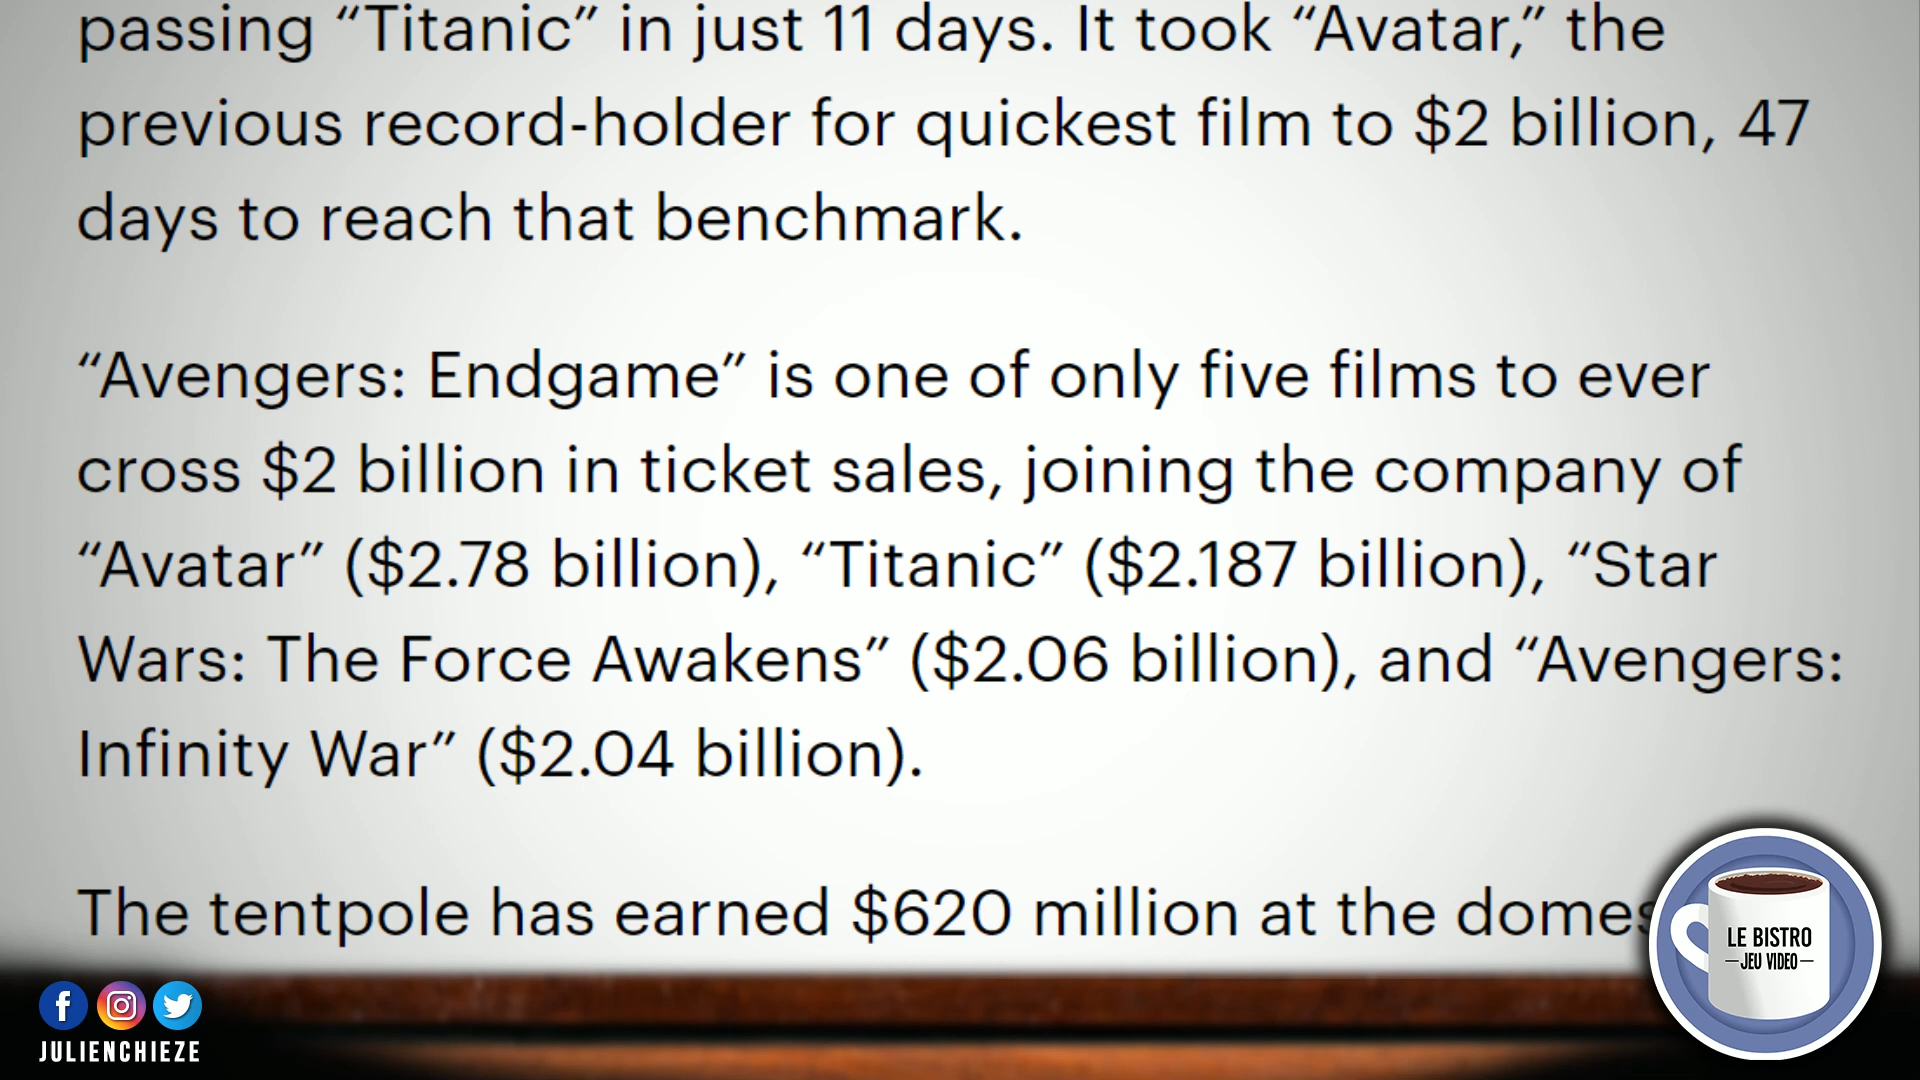 passing “Titanic” in just 11 days. It took “Avatar,” the
previous record-holder for quickest film to $2 billion, 47
days to reach that benchmark.
“Avengers: Endgame” is one of only five films to ever
cross $2 billion in ticket sales, joining the company of
“Avatar” ($2.78 billion), “Titanic” ($2.187 billion), “Star
Wars: The Force Awakens” ($2.06 billion), and “Avengers:
Infinity War” ($2.04 billion).
The tentpole has earned $620 million at the domes
LE BISTRO
JEU VIDEO
JULIENCHIEZE